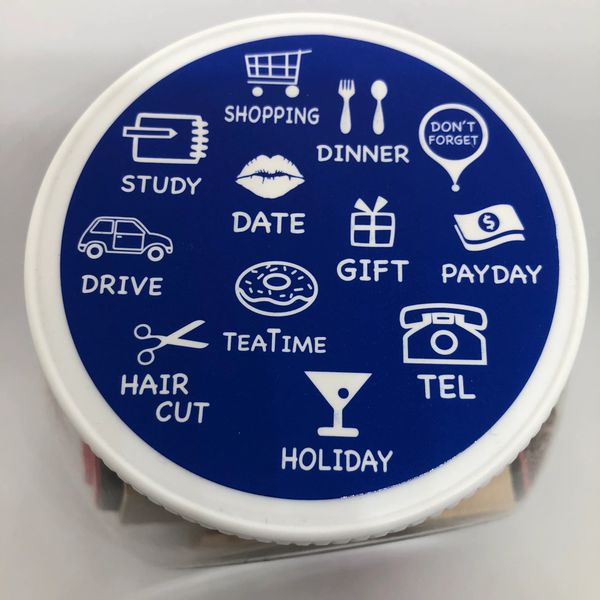 SHOPPING
DINNER
DON'T
FORGET
STUDY
DATE
GIFT
PAYDAY
DRIVE
$
TEATIME
TEL
HAIR
CUT
HOLIDAY